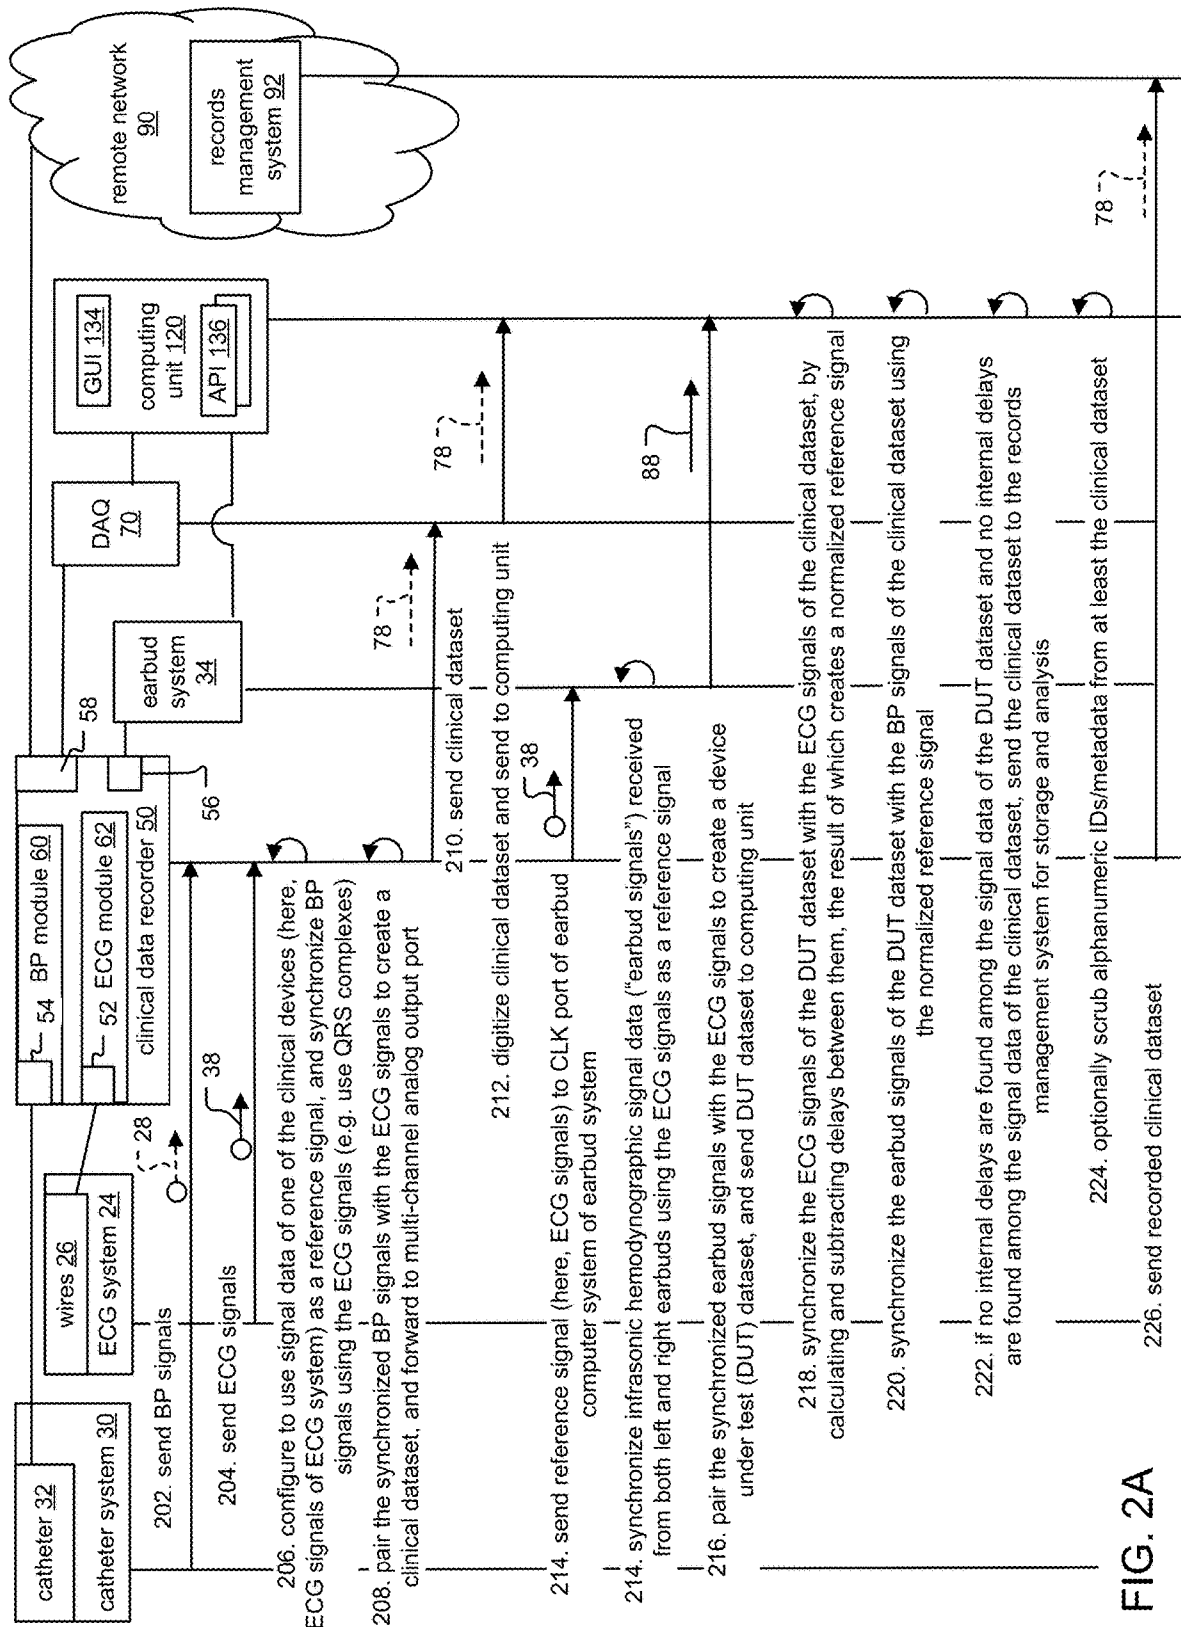 catheter 32
catheter system 30
wires 26
ECG system 24
54
BP module 60
52
ECG module 62
clinical data recorder 50
58
56
earbud
system
34
DAQ
70
GUI 134
computing
unit 120
API 136
remote network
90
records
management
system 92
202. send BP signals
28
204. send ECG signals
38
206. configure to use signal data of one of the clinical devices (here,
ECG signals of ECG system) as a reference signal, and synchronize BP
signals using the ECG signals (e.g. use QRS complexes)
208. pair the synchronized BP signals with the ECG signals to create a
clinical dataset, and forward to multi-channel analog output port
78
210. send clinical dataset
78
212. digitize clinical dataset and send to computing unit
38
214. send reference signal (here, ECG signals) to CLK port of earbud
computer system of earbud system
214. synchronize infrasonic hemodynographic signal data (“earbud signals”) received
from both left and right earbuds using the ECG signals as a reference signal
88
216. pair the synchronized earbud signals with the ECG signals to create a device
under test (DUT) dataset, and send DUT dataset to computing unit
218. synchronize the ECG signals of the DUT dataset with the ECG signals of the clinical dataset, by
calculating and subtracting delays between them, the result of which creates a normalized reference signal
220. synchronize the earbud signals of the DUT dataset with the BP signals of the clinical dataset using
the normalized reference signal
222. if no internal delays are found among the signal data of the DUT dataset and no internal delays
are found among the signal data of the clinical dataset, send the clinical dataset to the records
management system for storage and analysis
224. optionally scrub alphanumeric IDs/metadata from at least the clinical dataset
78
226. send recorded clinical dataset
FIG. 2A